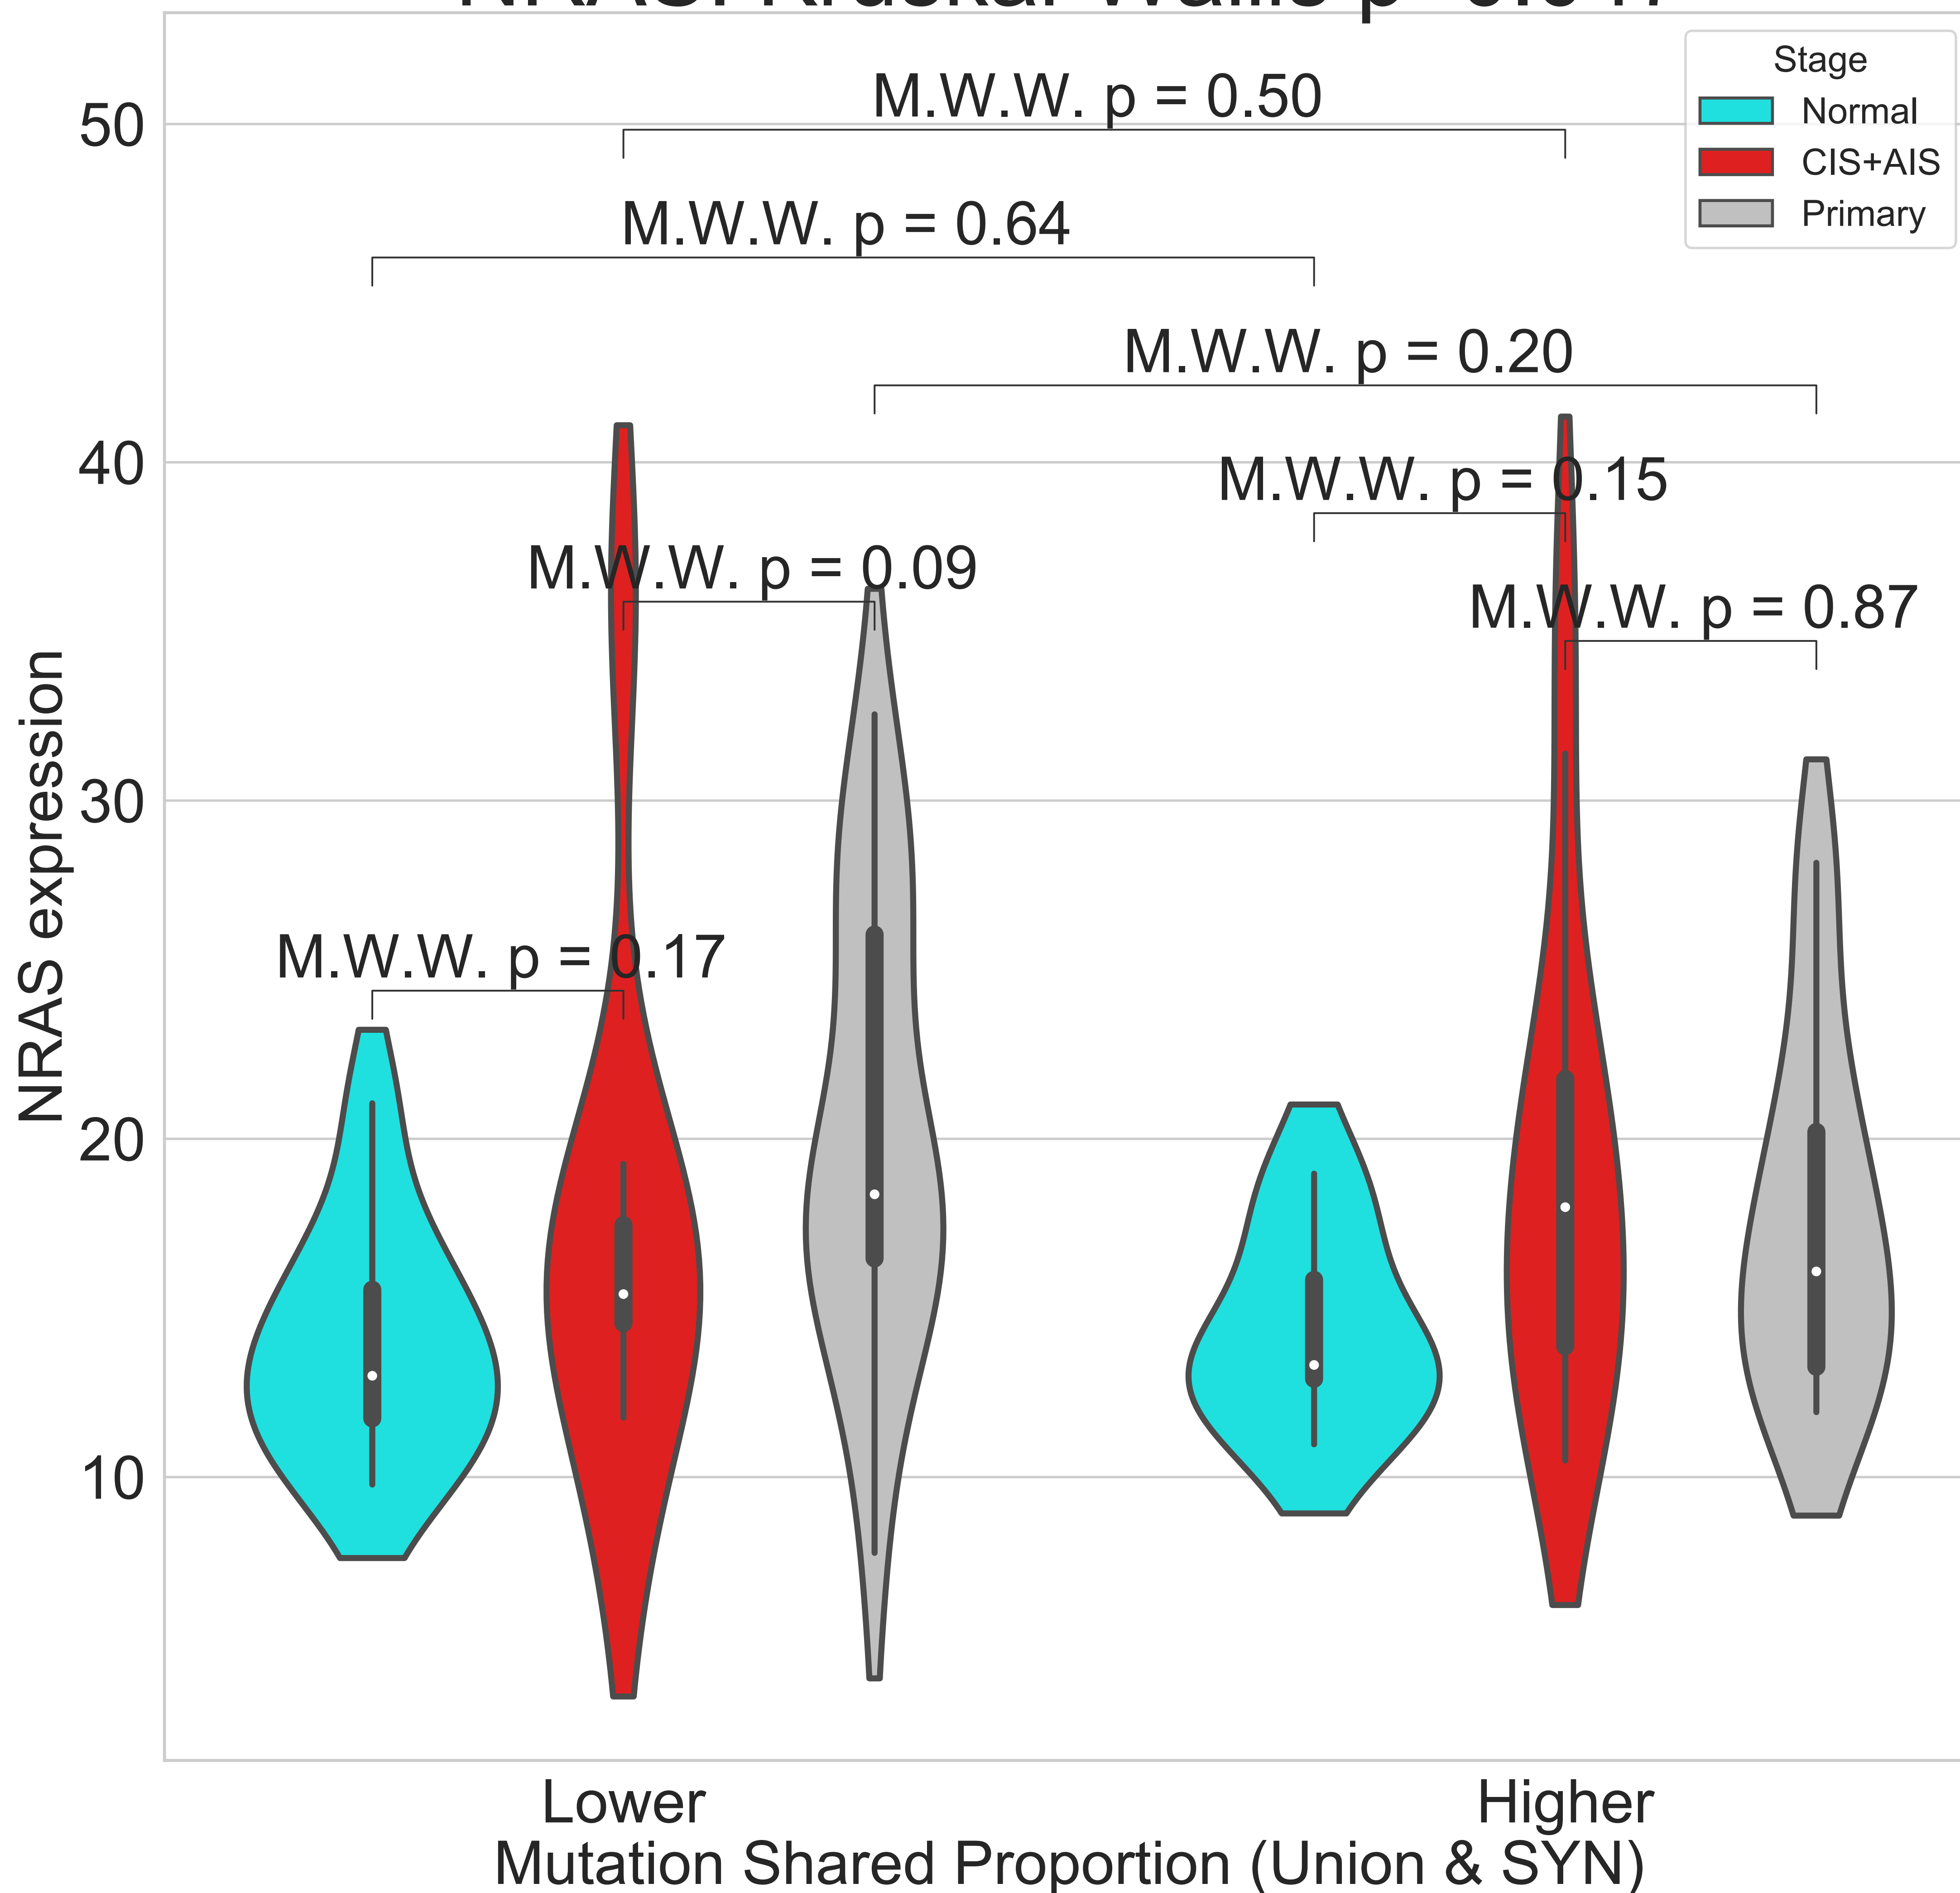 Stage
Normal
CIS+AIS
Primary
M.W.W. p = 0.50
M.W.W. p = 0.64
M.W.W. p = 0.20
M.W.W. p = 0.15
M.W.W. p = 0.09
M.W.W. p = 0.87
M.W.W. p = 0.17
50
40
30
20
10
NRAS expression
Lower
Higher
Mutation Shared Proportion (Union & SYN)